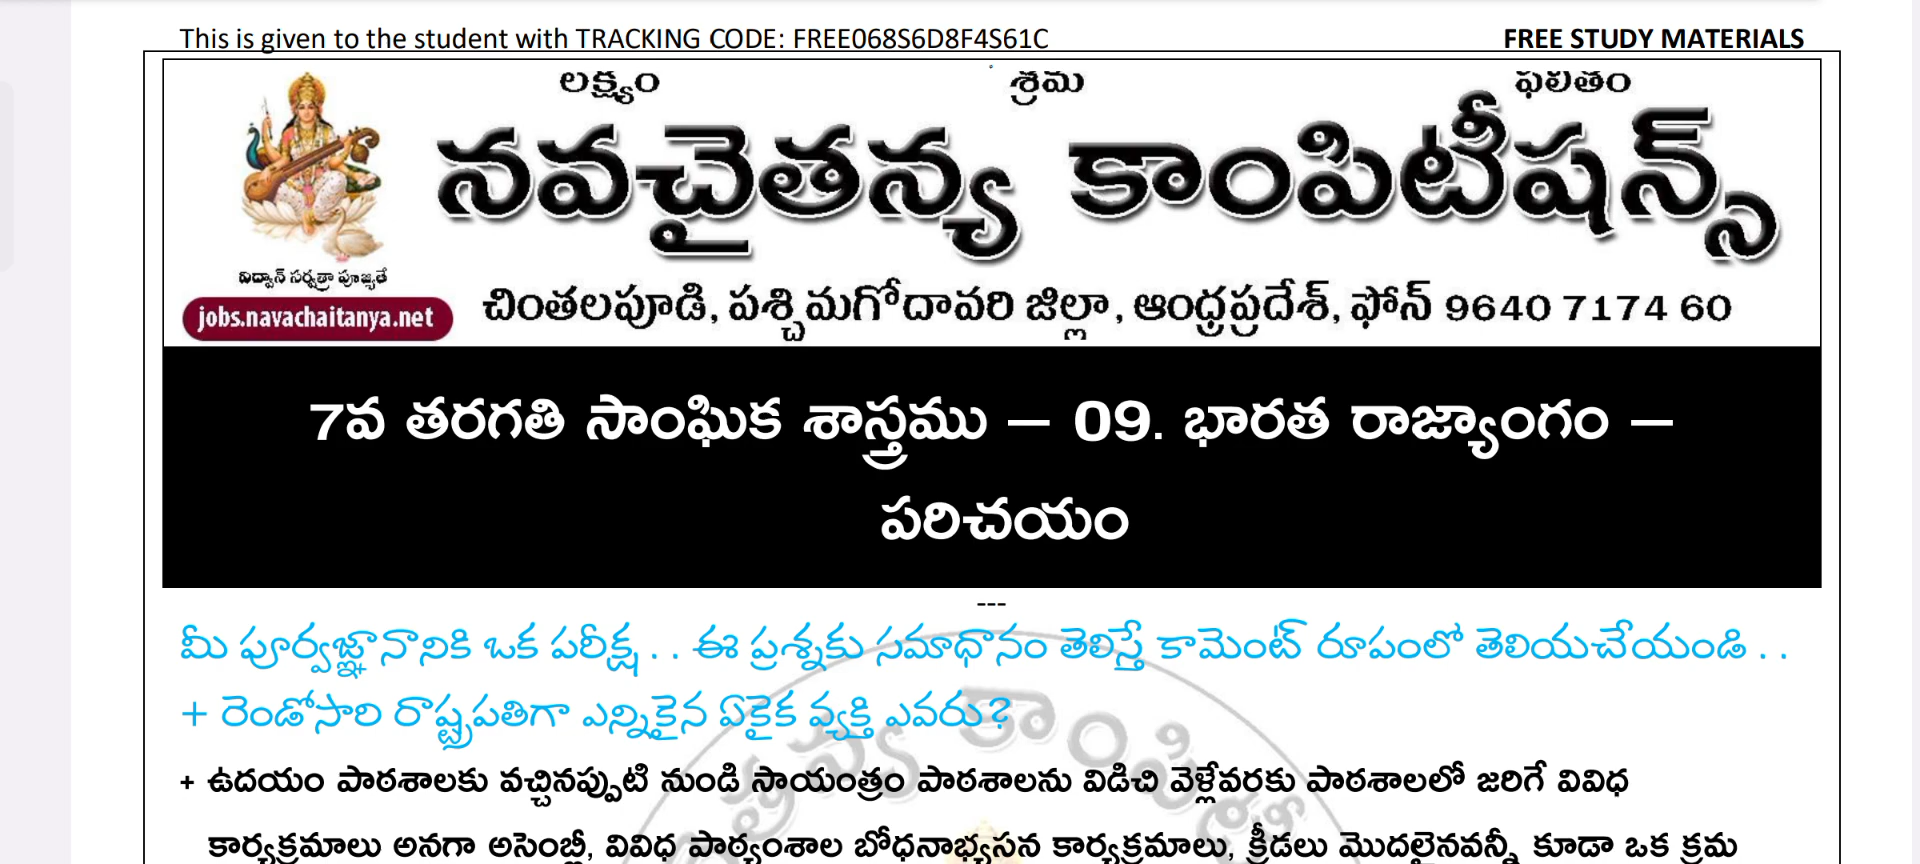 This is given to the student with TRACKING CODE: FREE068S6D8F4S61C FREE STUDY MATERIALS
లక్ష్యం శ్రమ ఫలితం
నవచైతన్య కాంపిటీషన్స్
విద్వాన్ సర్వత్రా పూజ్యతే
jobs.navachaitanya.net
చింతలపూడి, పశ్చిమగోదావరి జిల్లా, ఆంధ్రప్రదేశ్, ఫోన్ 9640 7174 60
7వ తరగతి సాంఘిక శాస్త్రము – 09. భారత రాజ్యాంగం –
పరిచయం
---
మీ పూర్వజ్ఞానానికి ఒక పరీక్ష . . ఈ ప్రశ్నకు సమాధానం తెలిస్తే కామెంట్ రూపంలో తెలియచేయండి . .
+ రెండోసారి రాష్ట్రపతిగా ఎన్నికైన ఏకైక వ్యక్తి ఎవరు?
+ ఉదయం పాఠశాలకు వచ్చినప్పుటి నుండి సాయంత్రం పాఠశాలను విడిచి వెళ్లేవరకు పాఠశాలలో జరిగే వివిధ
కార్యక్రమాలు అనగా అసెంబ్లీ, వివిధ పాఠ్యంశాల బోధనాభ్యసన కార్యక్రమాలు, క్రీడలు మొదలైనవన్నీ కూడా ఒక క్రమ